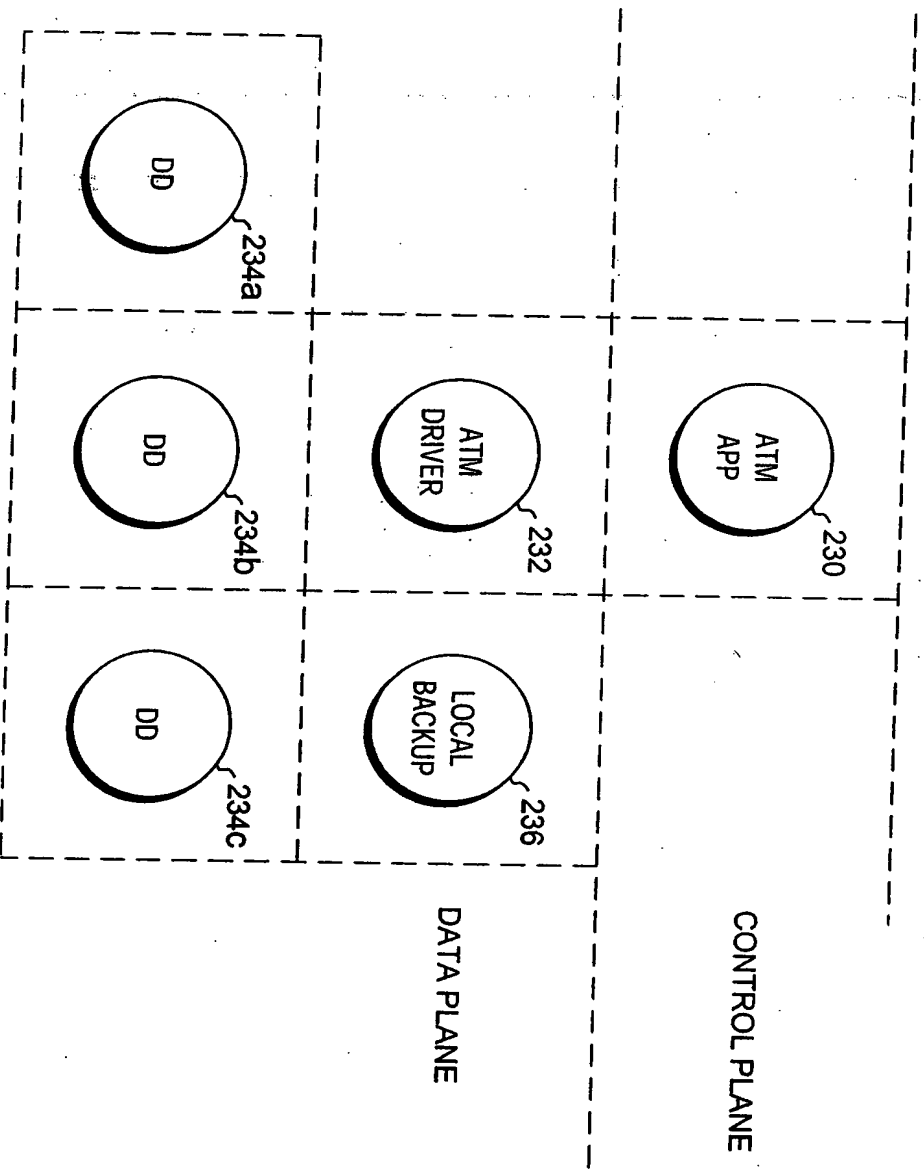 230
ATM
APP
CONTROL PLANE
232
ATM
DRIVER
236
LOCAL
BACKUP
DATA PLANE
234a
DD
234b
DD
234c
DD